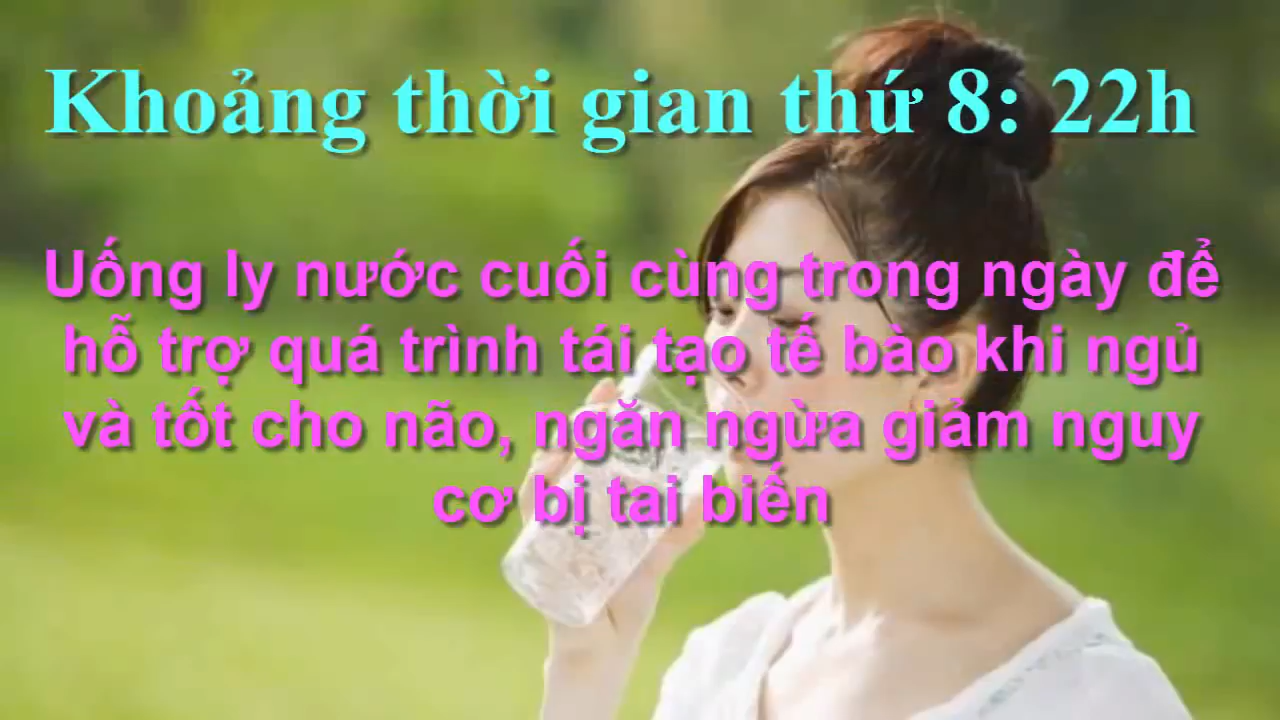 Khoảng thời gian thứ 8: 22h
Uống ly nước cuối cùng trong ngày để
hỗ trợ quá trình tái tạo tế bào khi ngủ
và tốt cho não, ngăn ngừa giảm nguy
cơ bị tai biến